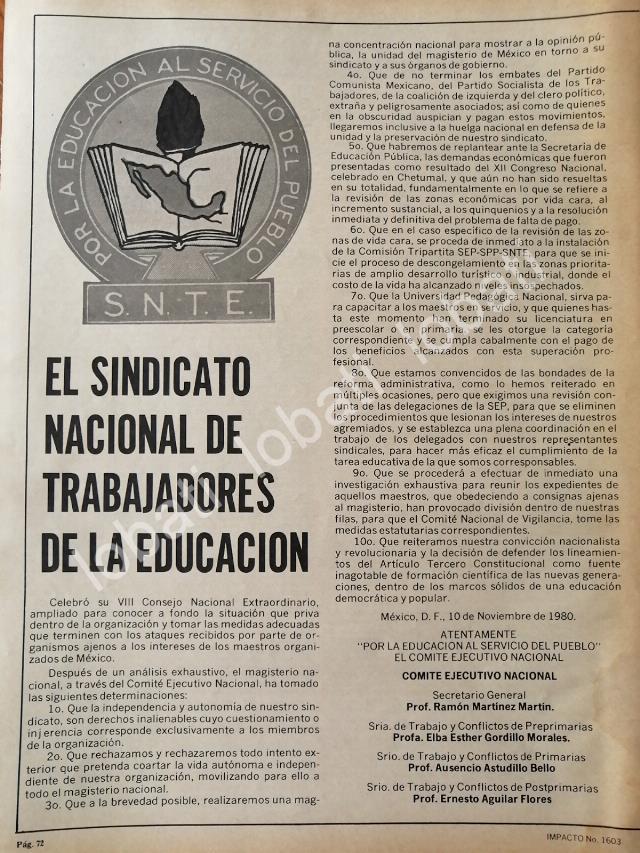 POR LA EDUCACION AL SERVICIO DEL PUEBLO
S.N.T.E.
EL SINDICATO
NACIONAL DE
TRABAJADORES
DE LA EDUCACION
Celebró su VIII Consejo Nacional Extraordinario,
ampliado para conocer a fondo la situación que priva
dentro de la organización y tomar las medidas adecuadas
que terminen con los ataques recibidos por parte de or-
ganismos ajenos a los intereses de los maestros organi-
zados de México.
Después de un análisis exhaustivo, el magisterio na-
cional, a través del Comité Ejecutivo Nacional, ha tomado
las siguientes determinaciones:
1o. Que la independencia y autonomía de nuestro sin-
dicato, son derechos inalienables cuyo cuestionamiento o
injerencia corresponde exclusivamente a los miembros
de la organización.
2o. Que rechazamos y rechazaremos todo intento ex-
terior que pretenda coartar la vida autónoma e indepen-
diente de nuestra organización, movilizando para ello a
todo el magisterio nacional.
3o. Que a la brevedad posible, realizaremos una mag-
na concentración nacional para mostrar a la opinión pú-
blica, la unidad del magisterio de México en torno a su
sindicato y a sus órganos de gobierno.
4o. Que de no terminar los embates del Partido
Comunista Mexicano, del Partido Socialista de los Tra-
bajadores, de la coalición de izquierda y del clero político,
extraña y peligrosamente asociados; así como de quienes
en la obscuridad auspician y pagan estos movimientos,
llegaremos inclusive a la huelga nacional en defensa de la
unidad y la preservación de nuestro sindicato.
5o. Que habremos de replantear ante la Secretaría de
Educación Pública, las demandas económicas que fueron
presentadas como resultado del XII Congreso Nacional,
celebrado en Chetumal, y que aún no han sido resueltas
en su totalidad, fundamentalmente en lo que se refiere a
la revisión de las zonas económicas por vida cara, al
incremento sustancial, a los quinquenios y a la resolución
inmediata y definitiva del problema de falta de pago.
6o. Que en el caso específico de la revisión de las zo-
nas de vida cara, se proceda de inmediato a la instalación
de la Comisión Tripartita SEP-SPP-SNTE, para que se ini-
cie el proceso de descongelamiento en las zonas priorita-
rias de amplio desarrollo turístico e industrial, donde el
costo de la vida ha alcanzado niveles insospechados.
7o. Que la Universidad Pedagógica Nacional, sirva pa-
ra capacitar a los maestros en servicio, y que quienes has-
ta este momento han terminado su licenciatura en
preescolar o en primaria, se les otorgue la categoría
correspondiente y se cumpla cabalmente con el pago de
los beneficios alcanzados con esta superación pro-
fesional.
8o. Que estamos convencidos de las bondades de la
reforma administrativa, como lo hemos reiterado en
múltiples ocasiones, pero que exigimos una revisión con-
junta de las delegaciones de la SEP, para que se eliminen
los procedimientos que lesionan los intereses de nuestros
agremiados, y se establezca una plena coordinación en el
trabajo de los delegados con nuestros representantes
sindicales, para hacer más eficaz el cumplimiento de la
tarea educativa de la que somos corresponsables.
9o. Que se procederá a efectuar de inmediato una
investigación exhaustiva para reunir los expedientes de
aquellos maestros, que obedeciendo a consignas ajenas
al magisterio, han provocado división dentro de nuestras
filas, para que el Comité Nacional de Vigilancia, tome las
medidas estatutarias correspondientes.
10o. Que reiteramos nuestra convicción nacionalista
y revolucionaria y la decisión de defender los lineamien-
tos del Artículo Tercero Constitucional como fuente
inagotable de formación científica de las nuevas genera-
ciones, dentro de los marcos sólidos de una educación
democrática y popular.
México, D. F., 10 de Noviembre de 1980.
ATENTAMENTE
"POR LA EDUCACION AL SERVICIO DEL PUEBLO"
EL COMITE EJECUTIVO NACIONAL
COMITE EJECUTIVO NACIONAL
Secretario General
Prof. Ramón Martínez Martín.
Sria. de Trabajo y Conflictos de Preprimarias
Profa. Elba Esther Gordillo Morales.
Srio. de Trabajo y Conflictos de Primarias
Prof. Ausencio Astudillo Bello
Srio. de Trabajo y Conflictos de Postprimarias
Prof. Ernesto Aguilar Flores
Pág. 72
IMPACTO No. 1603
lobali lobali lobali